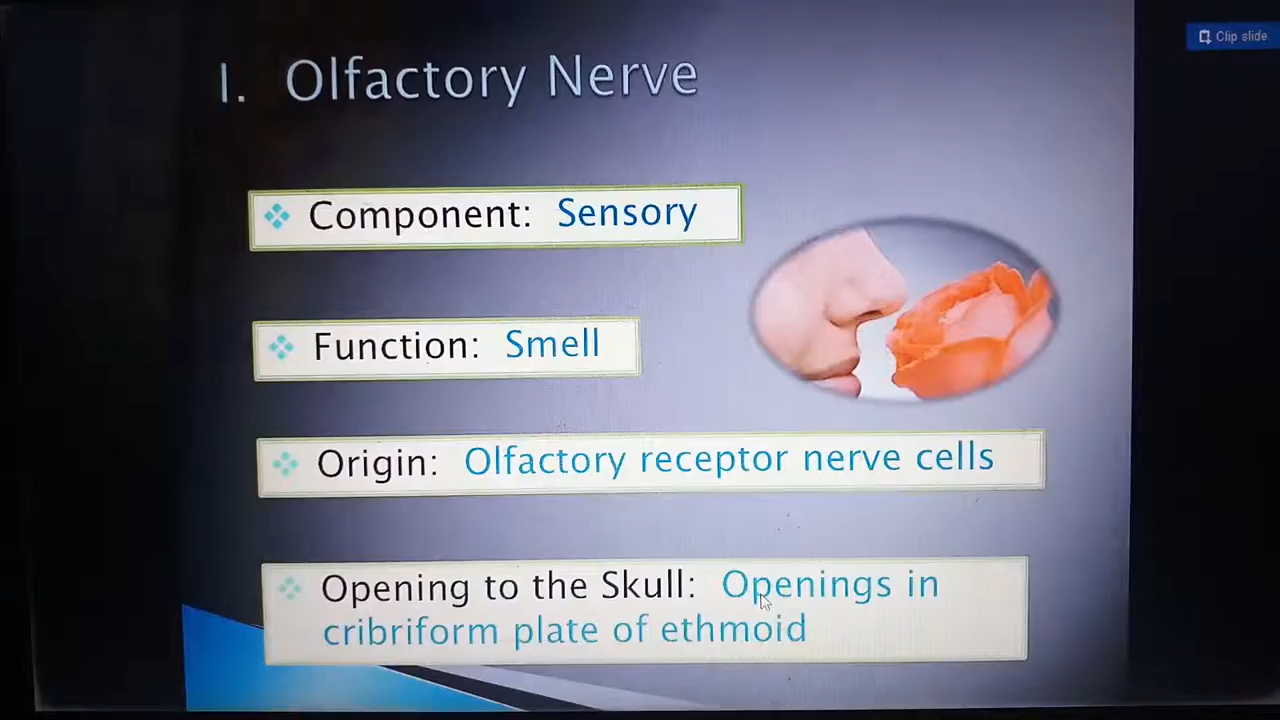 Clip slide
I. Olfactory Nerve
Component: Sensory
Function: Smell
Origin: Olfactory receptor nerve cells
Opening to the Skull: Openings in
cribriform plate of ethmoid